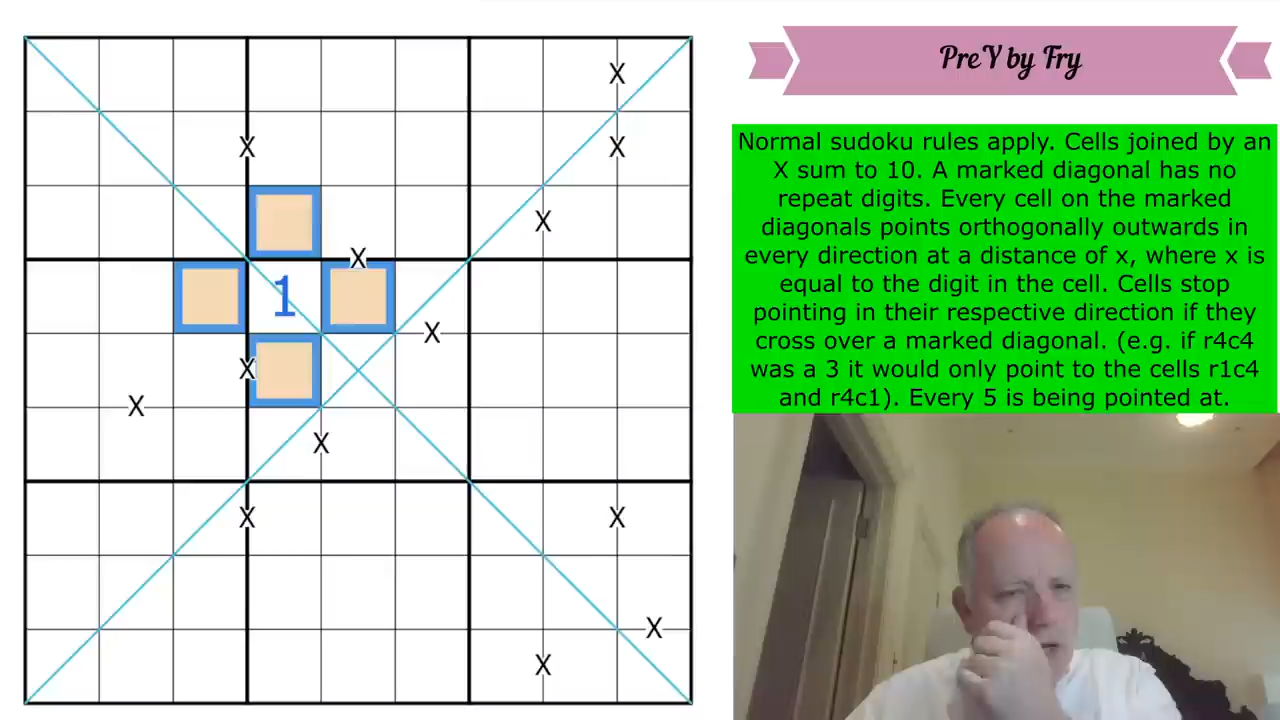 PreY by Fry
X
X
X
Normal sudoku rules apply. Cells joined by an
X sum to 10. A marked diagonal has no
repeat digits. Every cell on the marked
diagonals points orthogonally outwards in
every direction at a distance of x, where x is
equal to the digit in the cell. Cells stop
pointing in their respective direction if they
cross over a marked diagonal. (e.g. if r4c4
was a 3 it would only point to the cells r1c4
and r4c1). Every 5 is being pointed at.
X
X
1
X
X
X
X
X
X
X
X